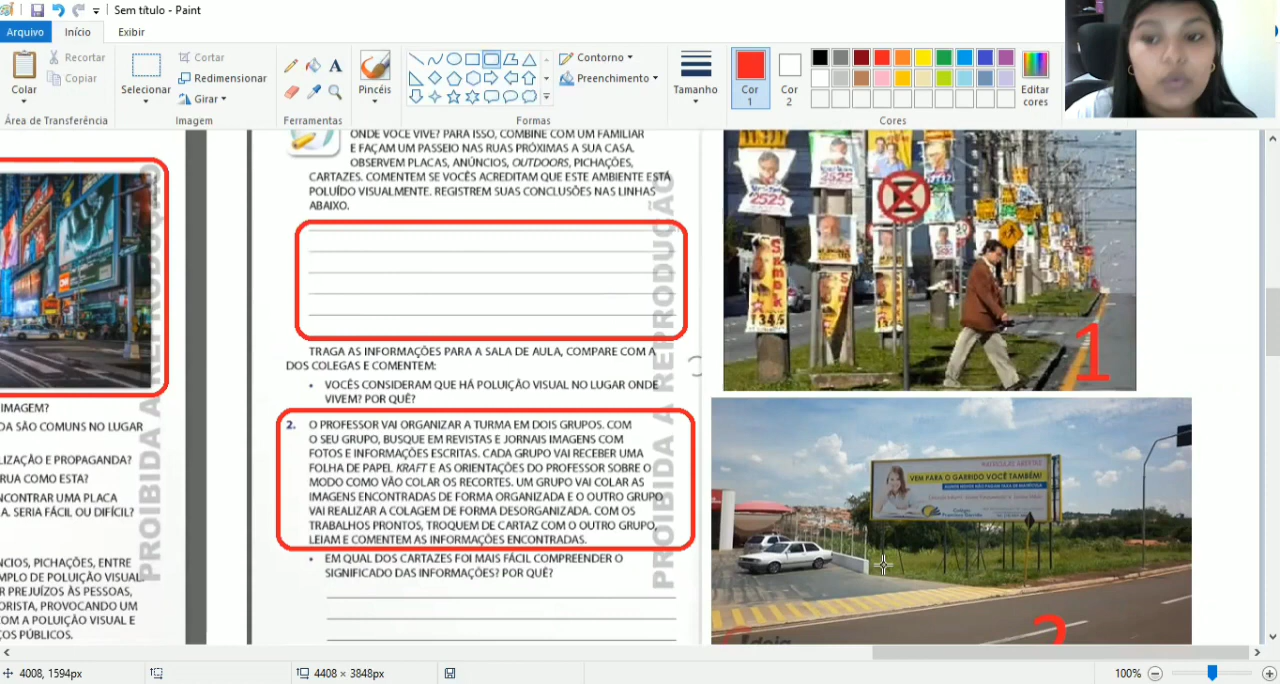 Sem título - Paint
Arquivo
Início
Exibir
Colar
Recortar
Copiar
Área de Transferência
Selecionar
Cortar
Redimensionar
Girar
Imagem
Ferramentas
Pincéis
Formas
Contorno
Preenchimento
Tamanho
Cor 1
Cor 2
Cores
Editar cores
IMAGEM?
DA SÃO COMUNS NO LUGAR
LIZAÇÃO E PROPAGANDA?
RUA COMO ESTA?
NCONTRAR UMA PLACA
A. SERIA FÁCIL OU DIFÍCIL?
NCIOS, PICHAÇÕES, ENTRE
MPLO DE POLUIÇÃO VISUAL.
R PREJUÍZOS ÀS PESSOAS,
ORISTA, PROVOCANDO UM
OM A POLUIÇÃO VISUAL E
ÇOS PÚBLICOS.
PROIBIDA A REPRODUÇÃO
ONDE VOCÊ VIVE? PARA ISSO, COMBINE COM UM FAMILIAR
E FAÇAM UM PASSEIO NAS RUAS PRÓXIMAS A SUA CASA.
OBSERVEM PLACAS, ANÚNCIOS, OUTDOORS, PICHAÇÕES,
CARTAZES. COMENTEM SE VOCÊS ACREDITAM QUE ESTE AMBIENTE ESTÁ
POLUÍDO VISUALMENTE. REGISTREM SUAS CONCLUSÕES NAS LINHAS
ABAIXO.
TRAGA AS INFORMAÇÕES PARA A SALA DE AULA, COMPARE COM A
DOS COLEGAS E COMENTEM:
• VOCÊS CONSIDERAM QUE HÁ POLUIÇÃO VISUAL NO LUGAR ONDE
VIVEM? POR QUÊ?
2. O PROFESSOR VAI ORGANIZAR A TURMA EM DOIS GRUPOS. COM
O SEU GRUPO, BUSQUE EM REVISTAS E JORNAIS IMAGENS COM
FOTOS E INFORMAÇÕES ESCRITAS. CADA GRUPO VAI RECEBER UMA
FOLHA DE PAPEL KRAFT E AS ORIENTAÇÕES DO PROFESSOR SOBRE O
MODO COMO VÃO COLAR OS RECORTES. UM GRUPO VAI COLAR AS
IMAGENS ENCONTRADAS DE FORMA ORGANIZADA E O OUTRO GRUPO
VAI REALIZAR A COLAGEM DE FORMA DESORGANIZADA. COM OS
TRABALHOS PRONTOS, TROQUEM DE CARTAZ COM O OUTRO GRUPO,
LEIAM E COMENTEM AS INFORMAÇÕES ENCONTRADAS.
• EM QUAL DOS CARTAZES FOI MAIS FÁCIL COMPREENDER O
SIGNIFICADO DAS INFORMAÇÕES? POR QUÊ?
PROIBIDA A REPRODUÇÃO
2525
2525
1345
1
VEM PARA O GARRIDO VOCÊ TAMBÉM!
2
4008, 1594px
4408 × 3848px
100%